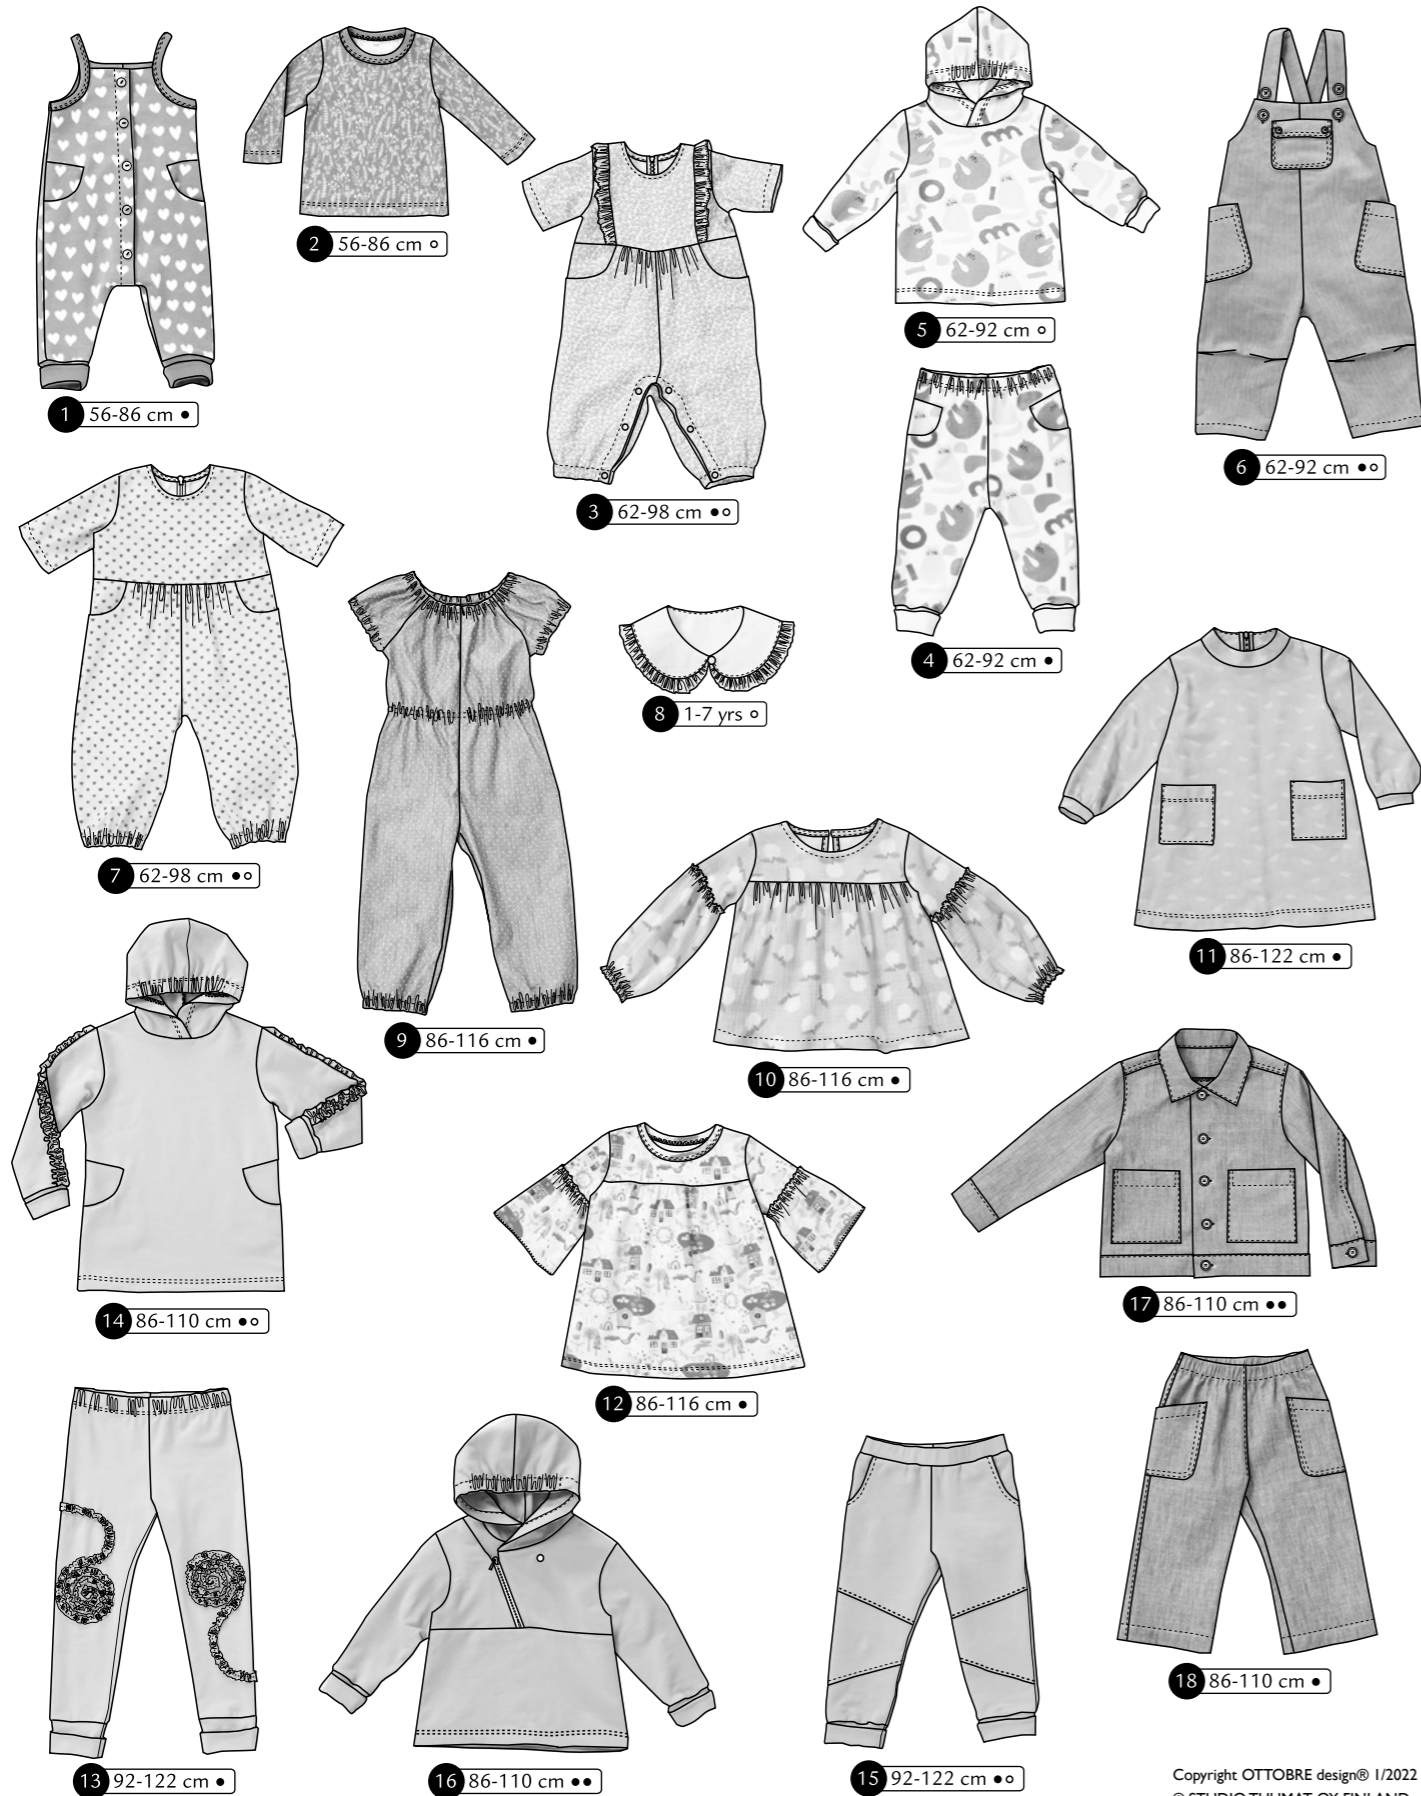 1 56-86 cm ●
2 56-86 cm ○
3 62-98 cm ●○
5 62-92 cm ○
4 62-92 cm ●
6 62-92 cm ●○
7 62-98 cm ●○
8 1-7 yrs ○
9 86-116 cm ●
10 86-116 cm ●
11 86-122 cm ●
14 86-110 cm ●○
12 86-116 cm ●
17 86-110 cm ●●
13 92-122 cm ●
16 86-110 cm ●●
15 92-122 cm ●○
18 86-110 cm ●
Copyright OTTOBRE design® 1/2022
© STUDIO TUUMAT OY, FINLAND